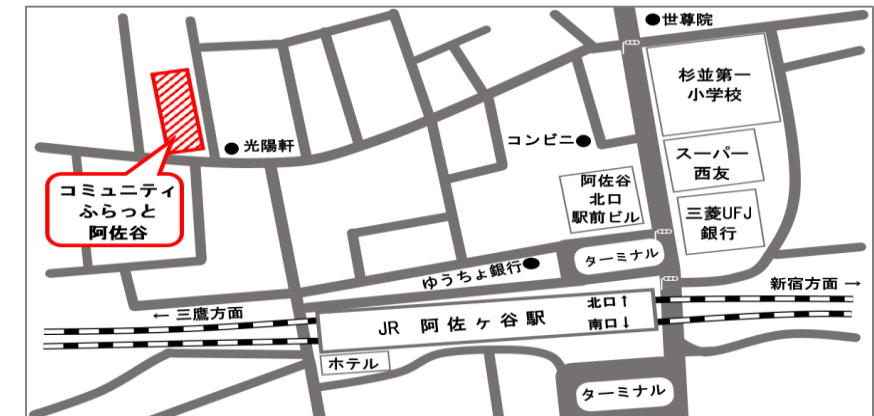 世尊院
杉並第一
小学校
光陽軒
コンビニ
スーパー
西友
コミュニティ
ふらっと
阿佐谷
阿佐谷
北口
駅前ビル
三菱UFJ
銀行
ターミナル
ゆうちょ銀行
新宿方面 →
← 三鷹方面
北口↑
JR 阿佐ヶ谷駅
南口↓
ホテル
ターミナル